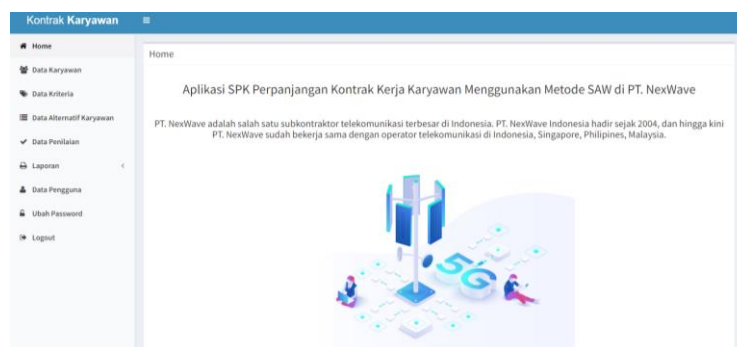 Kontrak Karyawan
Home
Data Karyawan
Data Kriteria
Data Alternatif Karyawan
Data Penilaian
Laporan
Data Pengguna
Ubah Password
Logout
Home
Aplikasi SPK Perpanjangan Kontrak Kerja Karyawan Menggunakan Metode SAW di PT. NexWave
PT. NexWave adalah salah satu subkontraktor telekomunikasi terbesar di Indonesia. PT. NexWave Indonesia hadir sejak 2004, dan hingga kini
PT. NexWave sudah bekerja sama dengan operator telekomunikasi di Indonesia, Singapore, Philipines, Malaysia.
5G